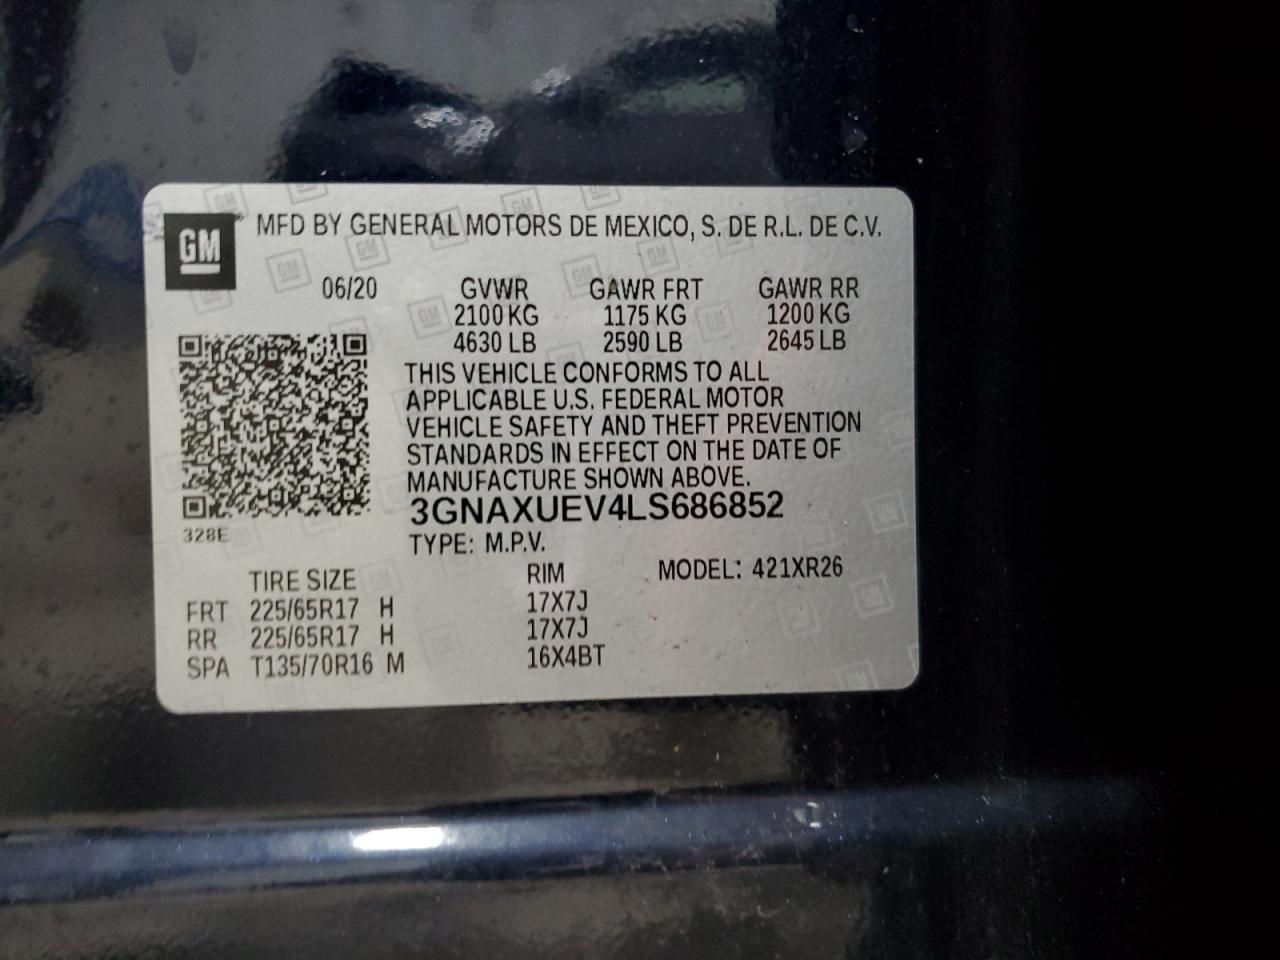 GM MFD BY GENERAL MOTORS DE MEXICO, S. DE R.L. DE C.V.
06/20 GVWR GAWR FRT GAWR RR
2100 KG 1175 KG 1200 KG
4630 LB 2590 LB 2645 LB
THIS VEHICLE CONFORMS TO ALL
APPLICABLE U.S. FEDERAL MOTOR
VEHICLE SAFETY AND THEFT PREVENTION
STANDARDS IN EFFECT ON THE DATE OF
MANUFACTURE SHOWN ABOVE.
3GNAXUEV4LS686852
328E
TYPE: M.P.V.
TIRE SIZE RIM MODEL: 421XR26
FRT 225/65R17 H 17X7J
RR 225/65R17 H 17X7J
SPA T135/70R16 M 16X4BT